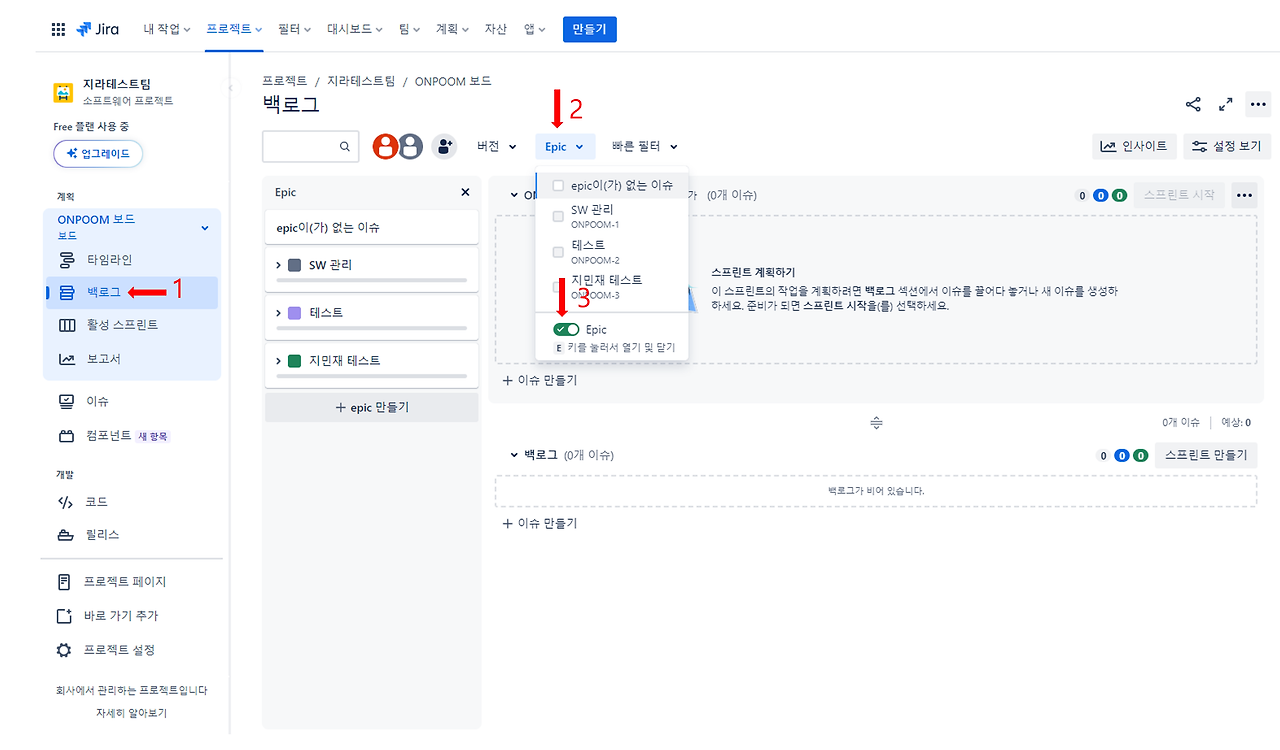 Jira 내 작업 프로젝트 필터 대시보드 팀 계획 자산 앱 만들기
지라테스트팀
소프트웨어 프로젝트
Free 플랜 사용 중
업그레이드
계획
ONPOOM 보드
보드
타임라인
백로그
1
활성 스프린트
보고서
이슈
컴포넌트 새 항목
개발
코드
릴리스
프로젝트 페이지
바로 가기 추가
프로젝트 설정
회사에서 관리하는 프로젝트입니다
자세히 알아보기
프로젝트 / 지라테스트팀 / ONPOOM 보드
백로그
2
버전 Epic 빠른 필터
인사이트 설정 보기
Epic
epic이(가) 없는 이슈
SW 관리
테스트
지민재 테스트
+ epic 만들기
epic이(가) 없는 이슈
SW 관리
ONPOOM-1
테스트
ONPOOM-2
지민재 테스트
ONPOOM-3
3
Epic
E 키를 눌러서 열기 및 닫기
(0개 이슈) 0 0 0 스프린트 시작
스프린트 계획하기
이 스프린트의 작업을 계획하려면 백로그 섹션에서 이슈를 끌어다 놓거나 새 이슈를 생성하
하세요. 준비가 되면 스프린트 시작을(를) 선택하세요.
+ 이슈 만들기
0개 이슈 예상: 0
백로그 (0개 이슈) 0 0 0 스프린트 만들기
백로그가 비어 있습니다.
+ 이슈 만들기